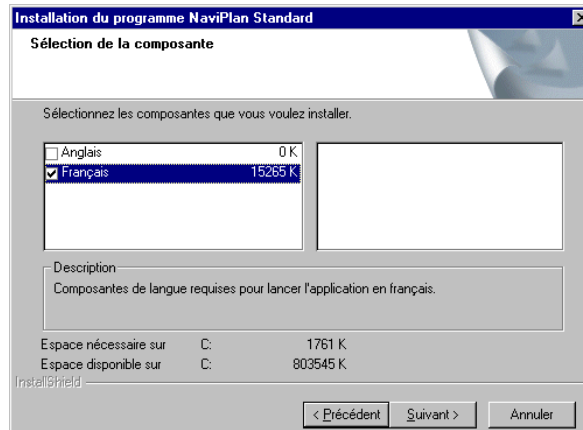 Installation du programme NaviPlan Standard
Sélection de la composante
Sélectionnez les composantes que vous voulez installer.
Anglais 0 K
Français 15265 K
Description
Composantes de langue requises pour lancer l'application en français.
Espace nécessaire sur C: 1761 K
Espace disponible sur C: 803545 K
InstallShield
< Précédent Suivant > Annuler